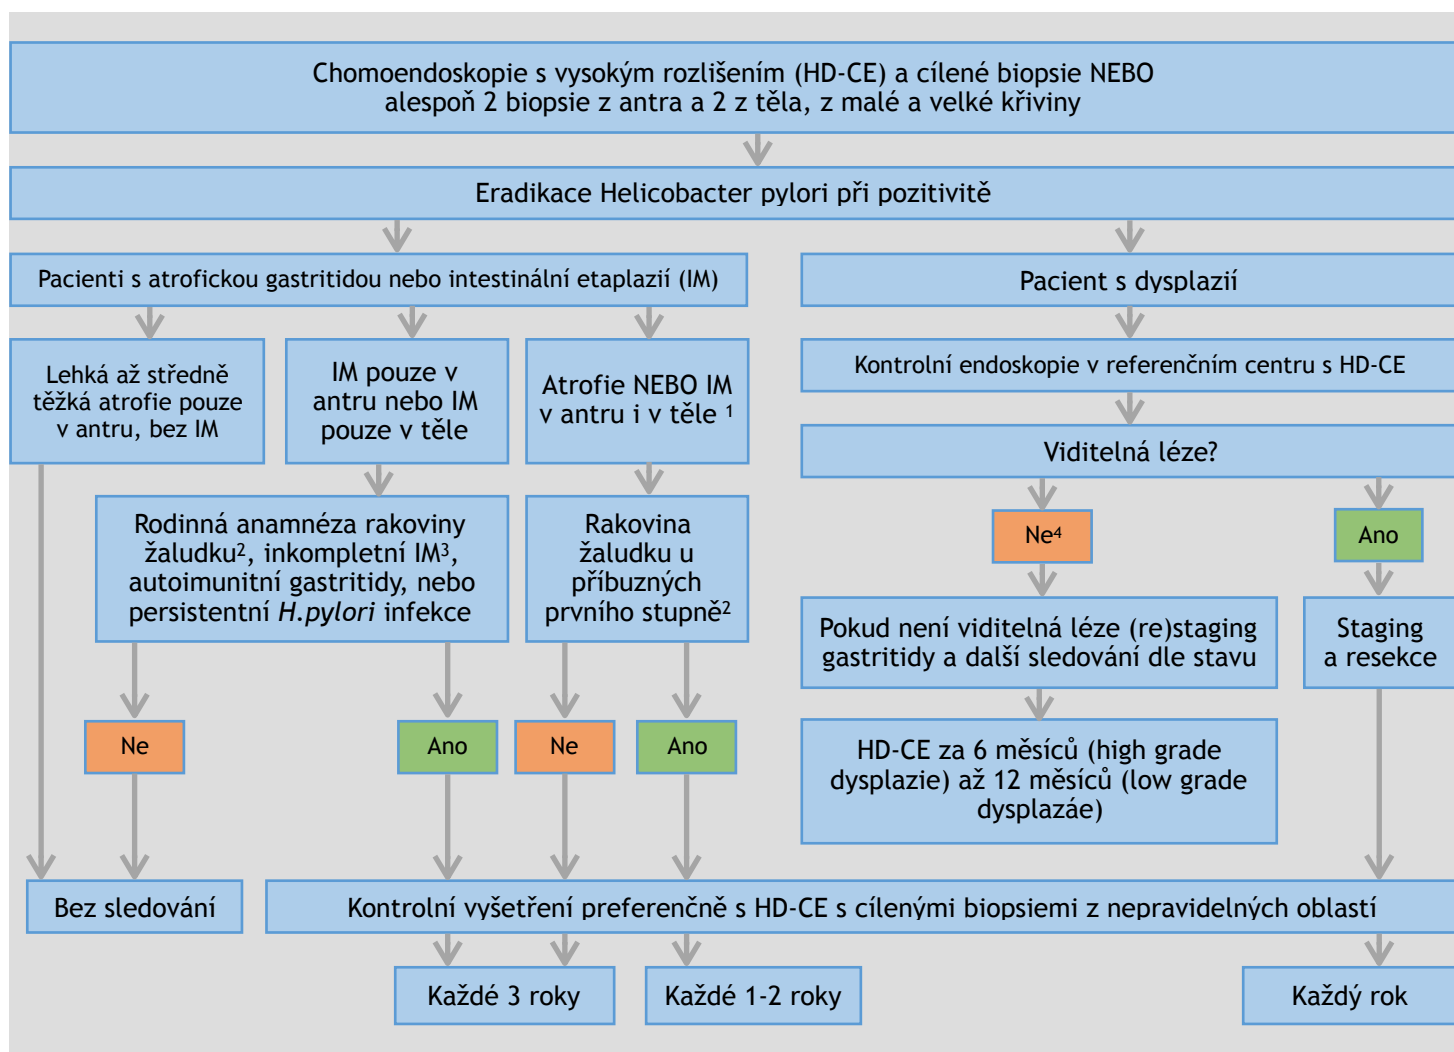 Chomoendoskopie s vysokým rozlišením (HD-CE) a cílené biopsie NEBO
alespoň 2 biopsie z antra a 2 z těla, z malé a velké křiviny
Eradikace Helicobacter pylori při pozitivitě
Pacienti s atrofickou gastritidou nebo intestinální etaplazií (IM)
Pacient s dysplazií
Lehká až středně
těžká atrofie pouze
v antru, bez IM
IM pouze v
antru nebo IM
pouze v těle
Atrofie NEBO IM
v antru i v těle ¹
Kontrolní endoskopie v referenčním centru s HD-CE
Viditelná léze?
Rodinná anamnéza rakoviny
žaludku², inkompletní IM³,
autoimunitní gastritidy, nebo
persistentní H.pylori infekce
Rakovina
žaludku u
příbuzných
prvního stupně²
Ne⁴
Ano
Pokud není viditelná léze (re)staging
gastritidy a další sledování dle stavu
Staging
a resekce
Ne
Ano
Ne
Ano
HD-CE za 6 měsíců (high grade
dysplazie) až 12 měsíců (low grade
dysplazáe)
Bez sledování
Kontrolní vyšetření preferenčně s HD-CE s cílenými biopsiemi z nepravidelných oblastí
Každé 3 roky
Každé 1-2 roky
Každý rok